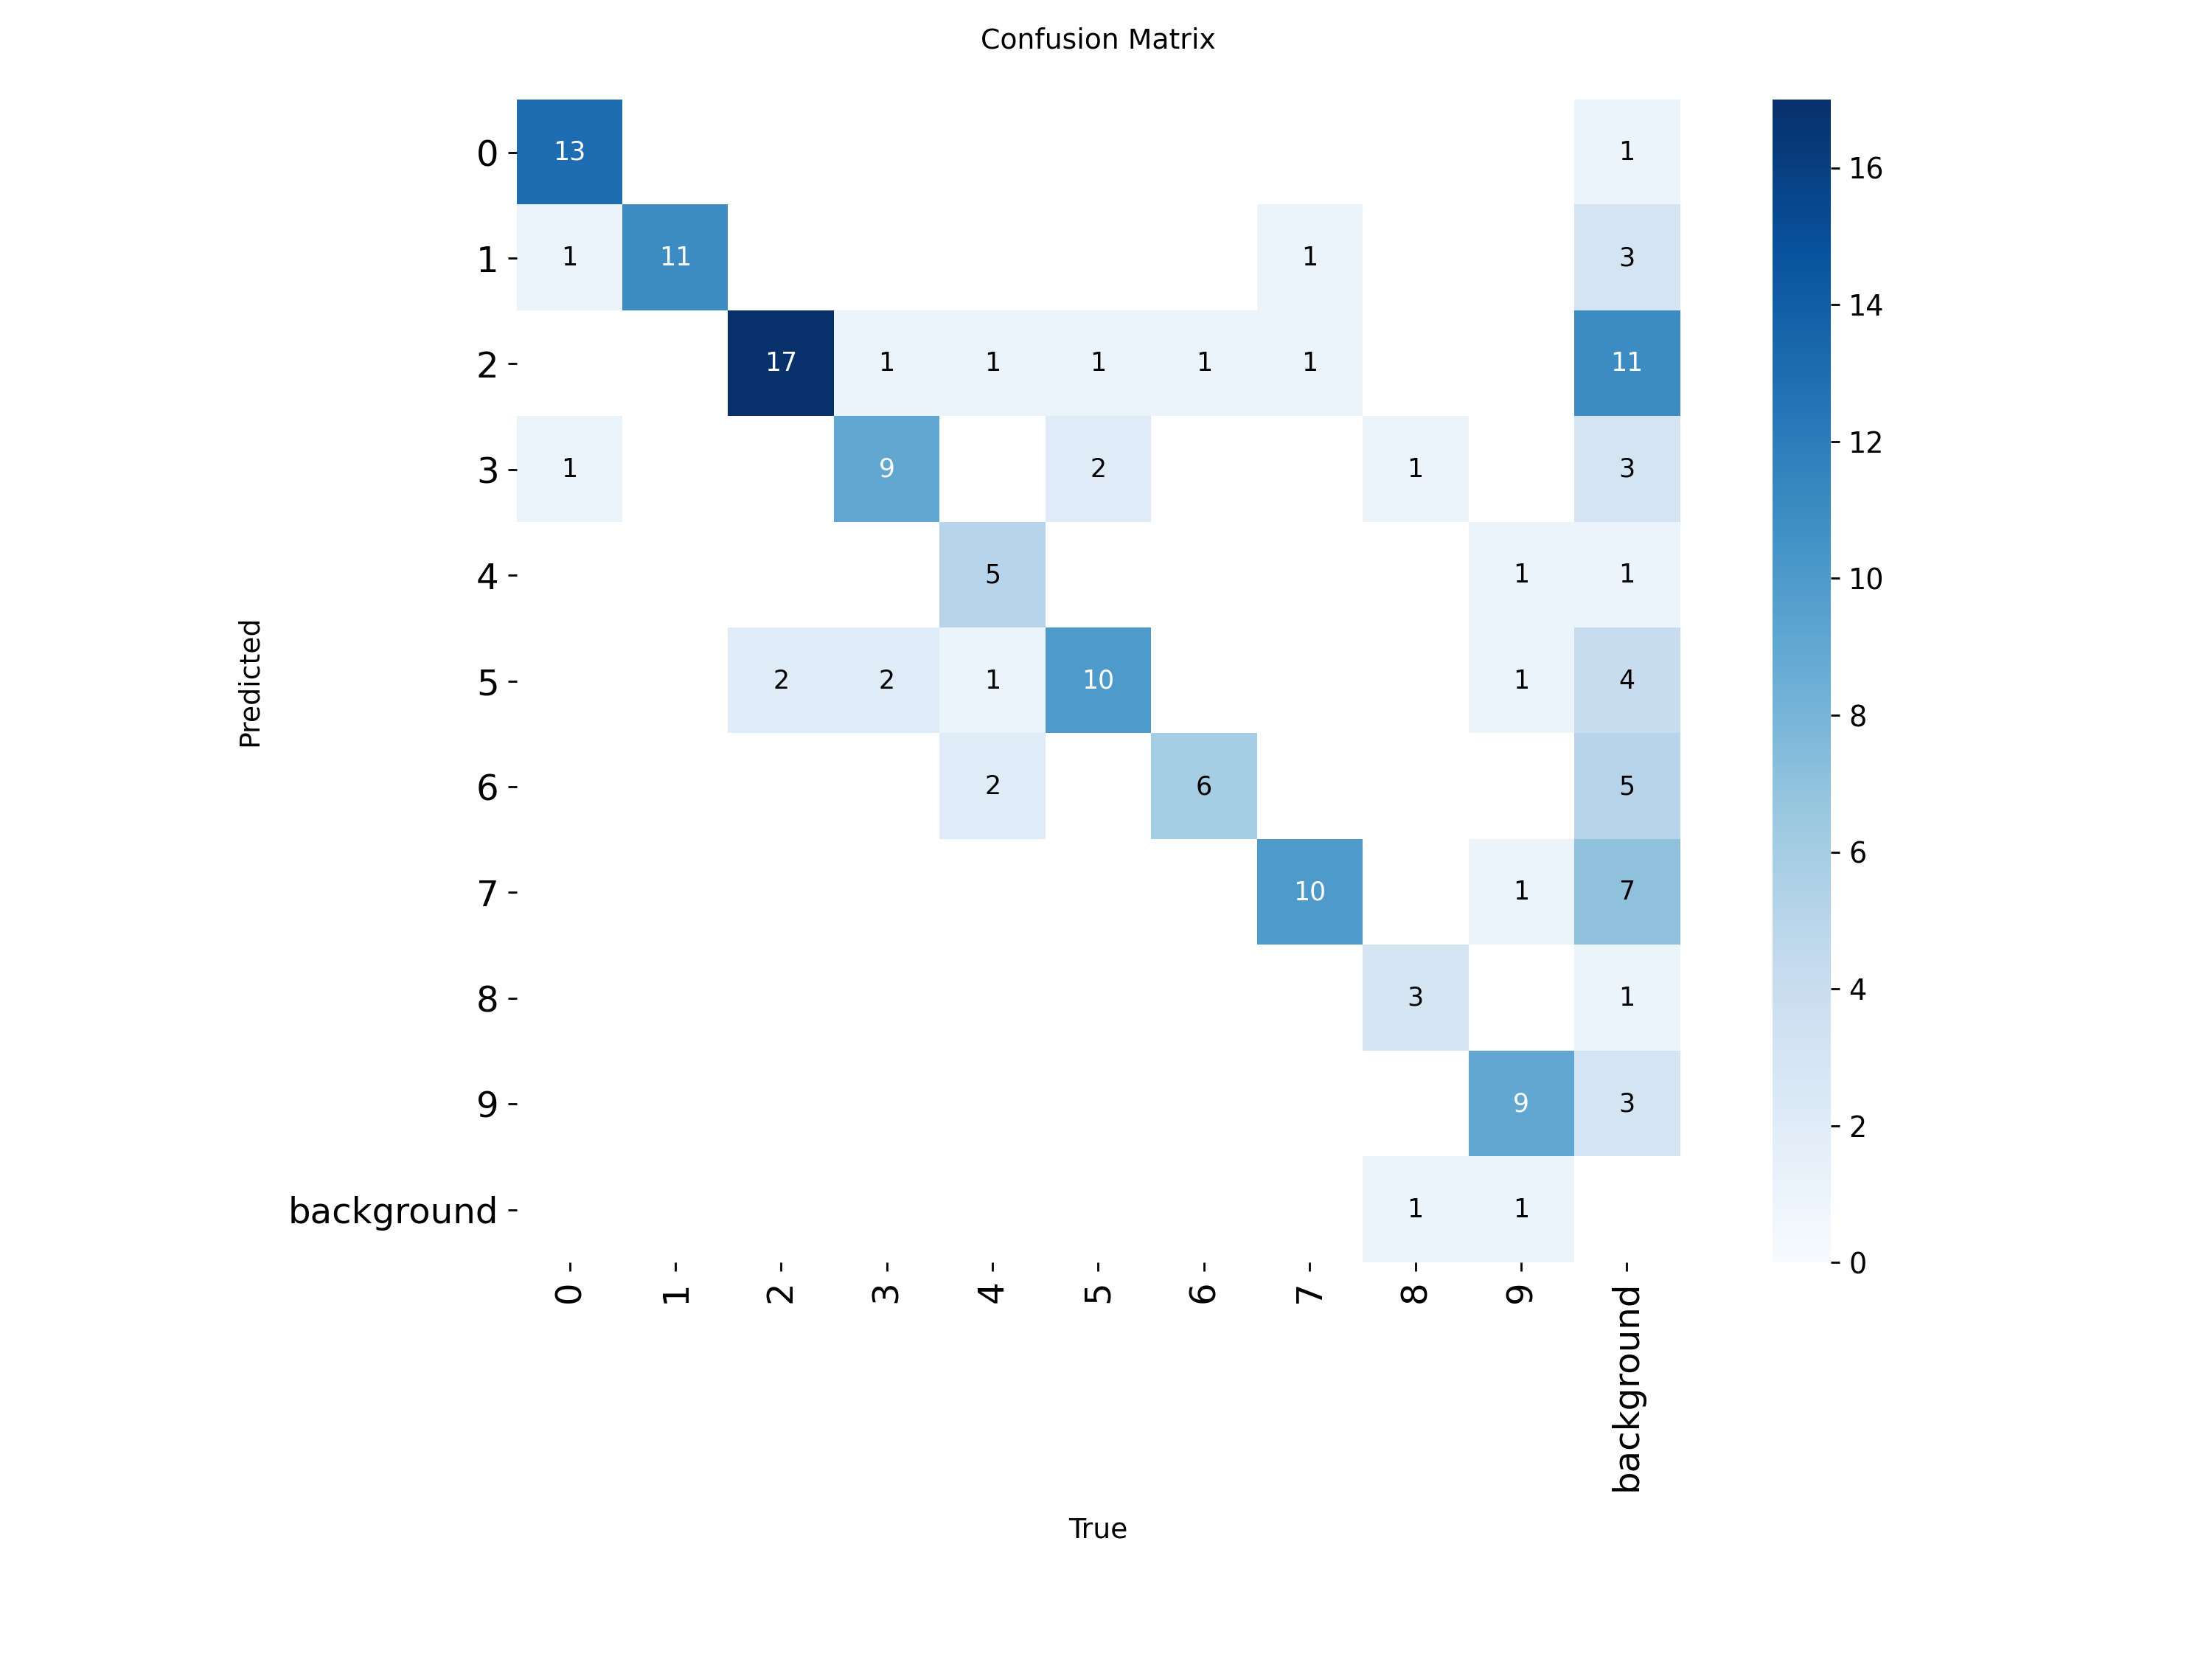 Confusion Matrix
0 13 1
1 1 11 1 3
2 17 1 1 1 1 1 11
3 1 9 2 1 3
4 5 1 1
5 2 2 1 10 1 4
6 2 6 5
7 10 1 7
8 3 1
9 9 3
background 1 1
0 1 2 3 4 5 6 7 8 9 background
Predicted
True
16
14
12
10
8
6
4
2
0